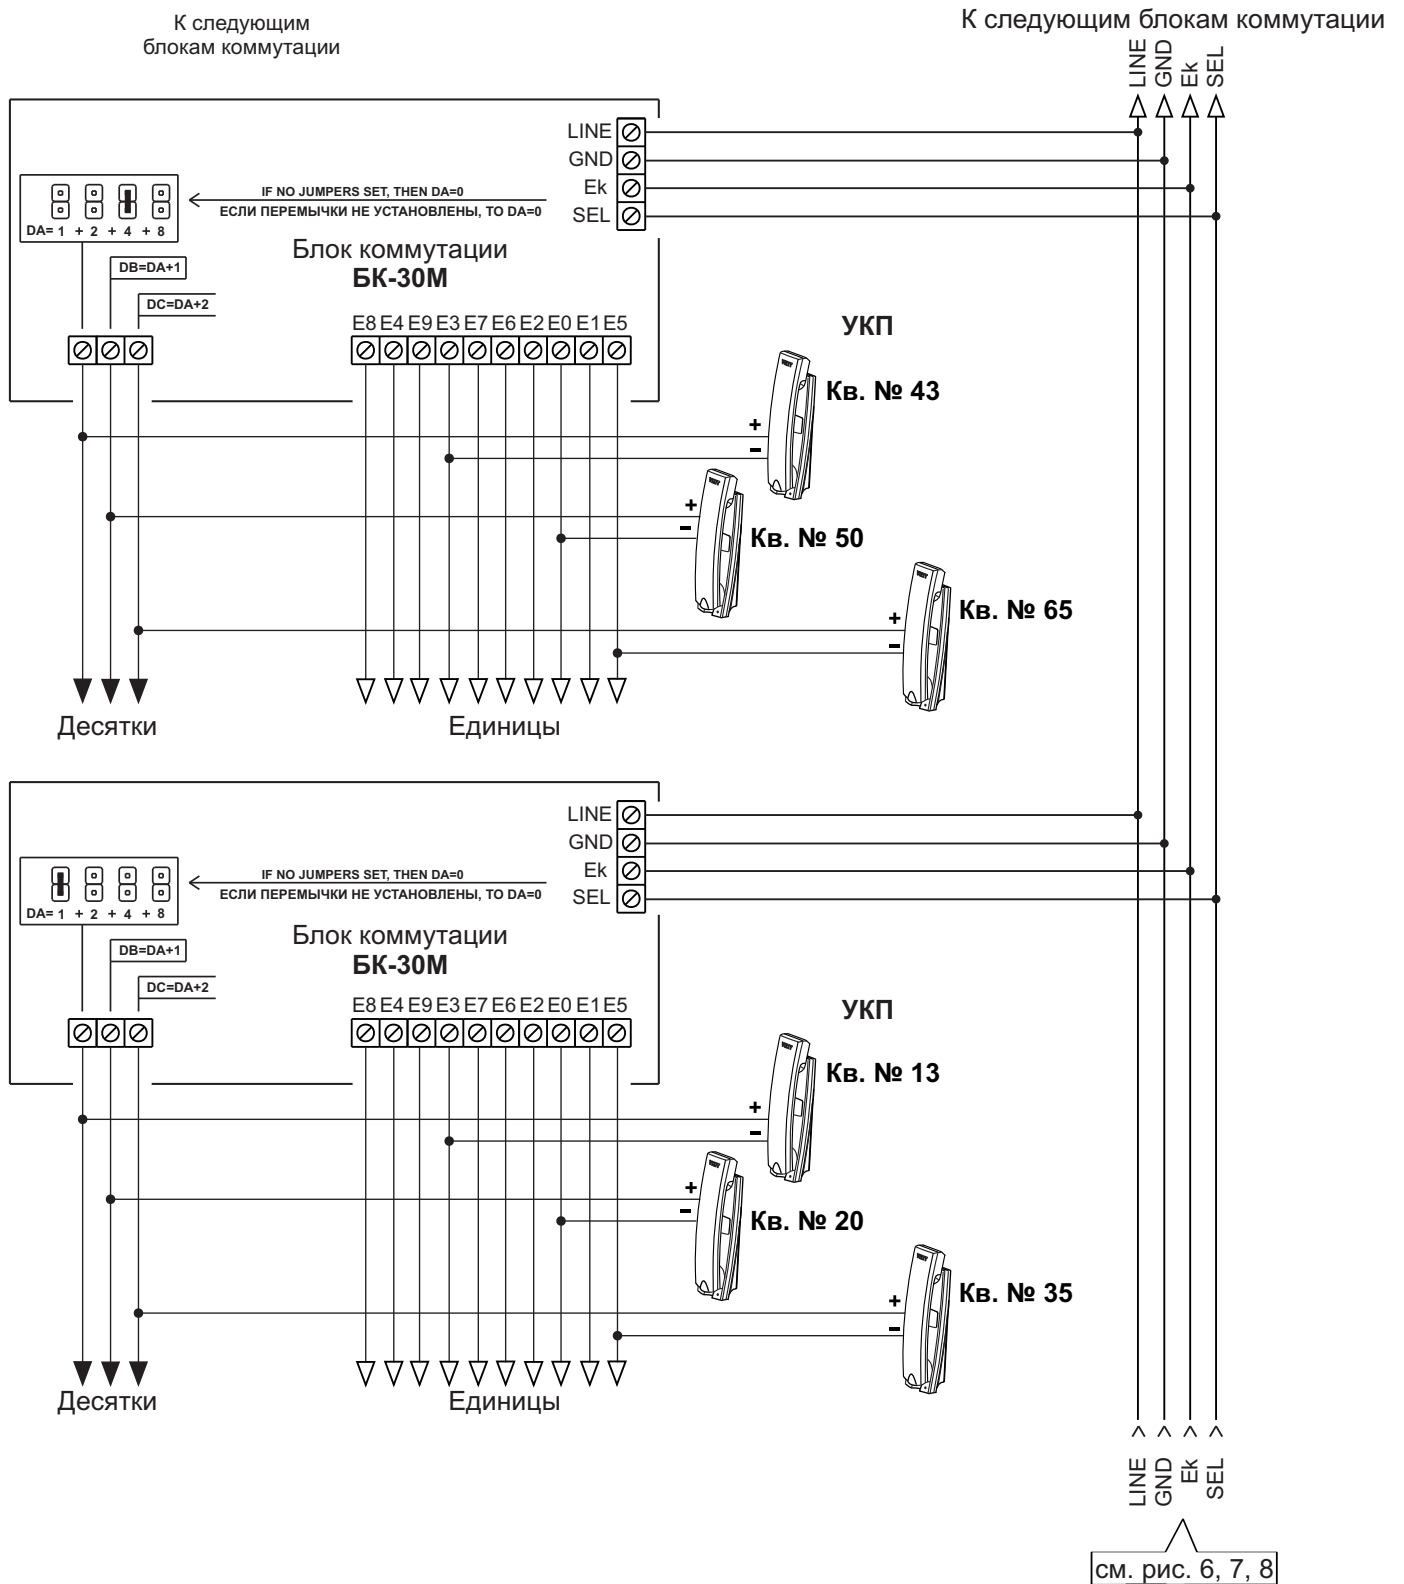 К следующим
блокам коммутации
К следующим блокам коммутации
LINE
GND
Ek
SEL
LINE
GND
Ek
SEL
IF NO JUMPERS SET, THEN DA=0
ЕСЛИ ПЕРЕМЫЧКИ НЕ УСТАНОВЛЕНЫ, ТО DA=0
DA= 1 + 2 + 4 + 8
Блок коммутации
БК-30М
DB=DA+1
DC=DA+2
E8 E4 E9 E3 E7 E6 E2 E0 E1 E5
УКП
Кв. № 43
+
−
Кв. № 50
+
−
Кв. № 65
+
−
Десятки
Единицы
LINE
GND
Ek
SEL
IF NO JUMPERS SET, THEN DA=0
ЕСЛИ ПЕРЕМЫЧКИ НЕ УСТАНОВЛЕНЫ, ТО DA=0
DA= 1 + 2 + 4 + 8
Блок коммутации
БК-30М
DB=DA+1
DC=DA+2
E8 E4 E9 E3 E7 E6 E2 E0 E1 E5
УКП
Кв. № 13
+
−
Кв. № 20
+
−
Кв. № 35
+
−
Десятки
Единицы
LINE
GND
Ek
SEL
см. рис. 6, 7, 8